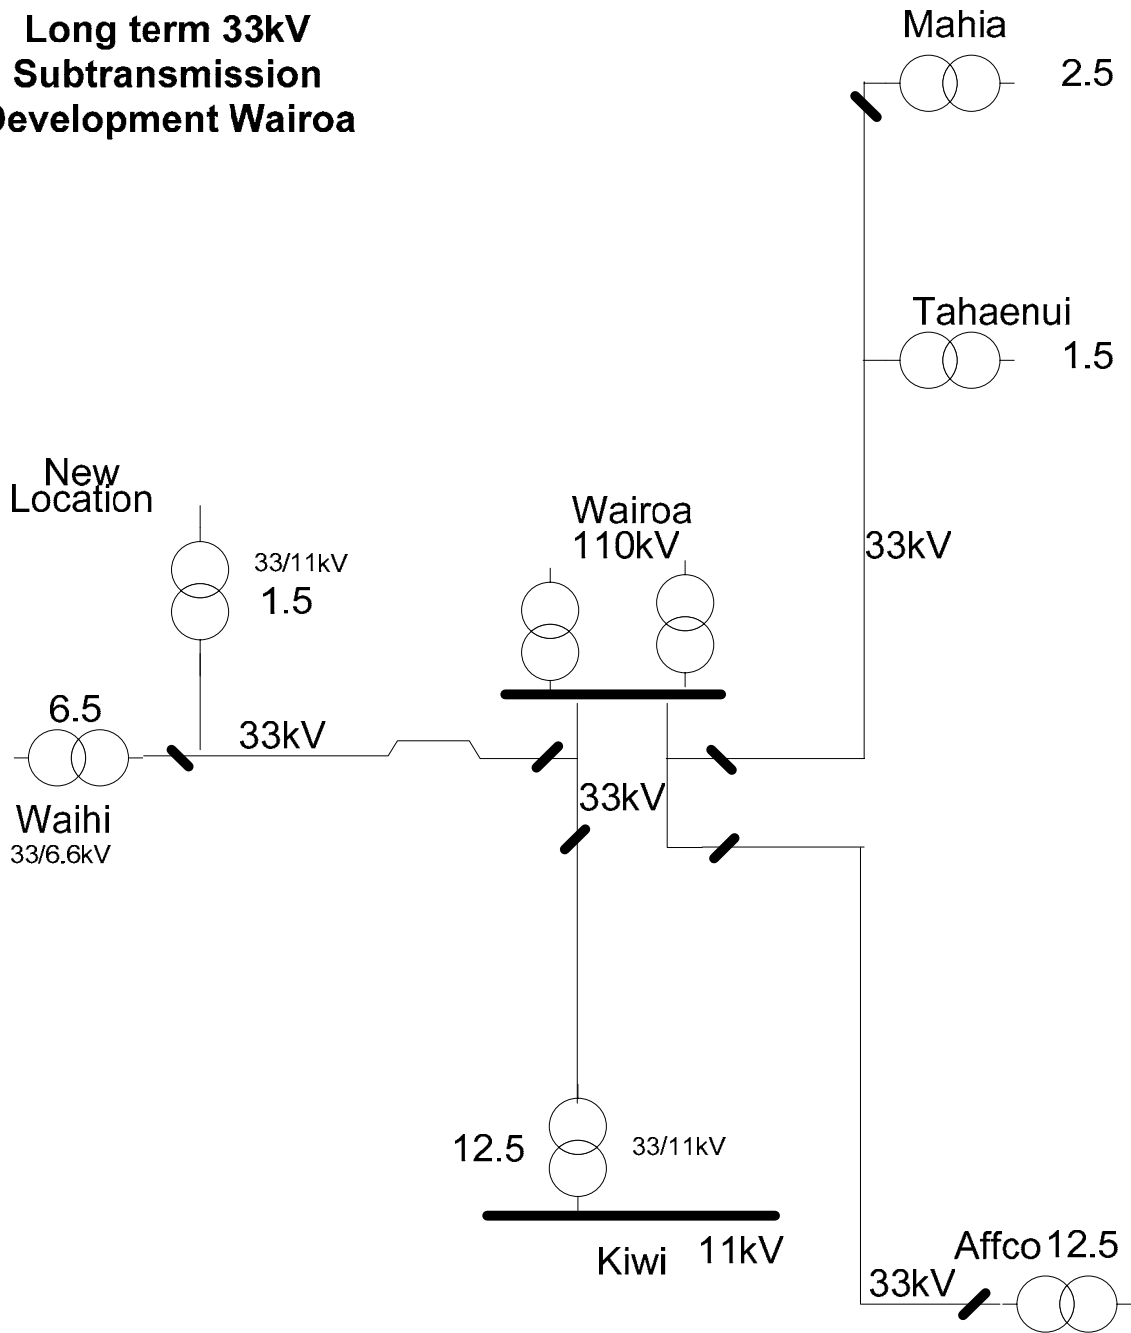 Long term 33kV
Subtransmission
Development Wairoa
Mahia
2.5
Tahaenui
1.5
New
Location
33/11kV
1.5
Wairoa
110kV
33kV
6.5
33kV
Waihi
33/6.6kV
33kV
12.5
33/11kV
Kiwi
11kV
Affco 12.5
33kV